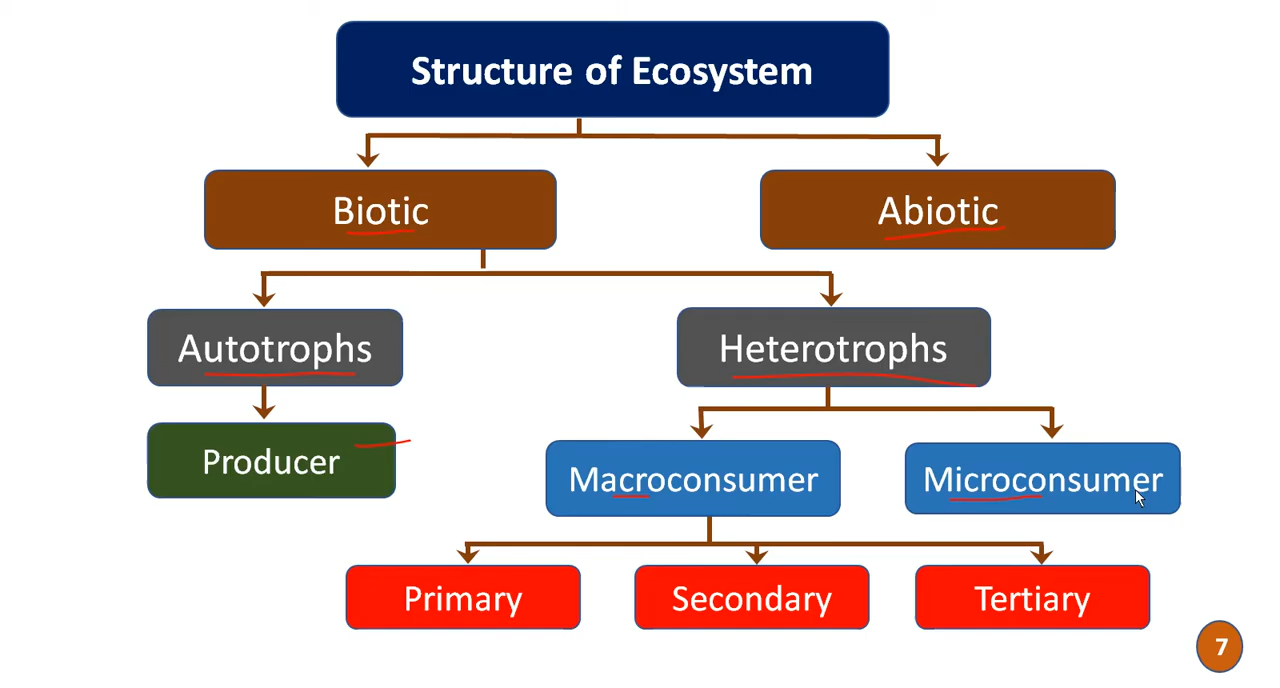 Structure of Ecosystem
Biotic
Abiotic
Autotrophs
Heterotrophs
Producer
Macroconsumer
Microconsumer
Primary
Secondary
Tertiary
7